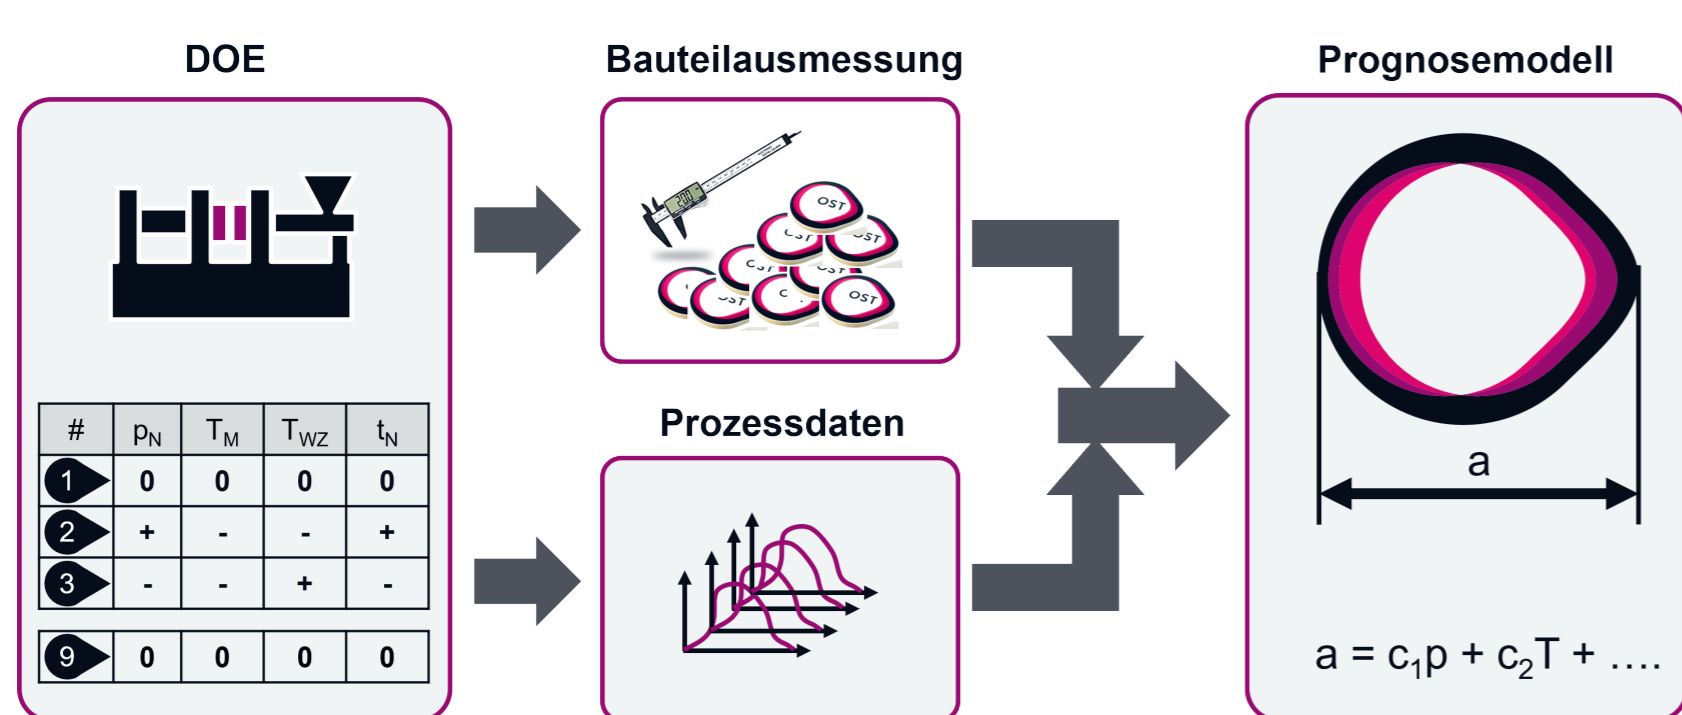 DOE
# pN TM TWZ tN
1 0 0 0 0
2 + - - +
3 - - + -
9 0 0 0 0
Bauteilausmessung
OST
OST
OST
Prozessdaten
Prognosemodell
a
a = c1p + c2T + ….